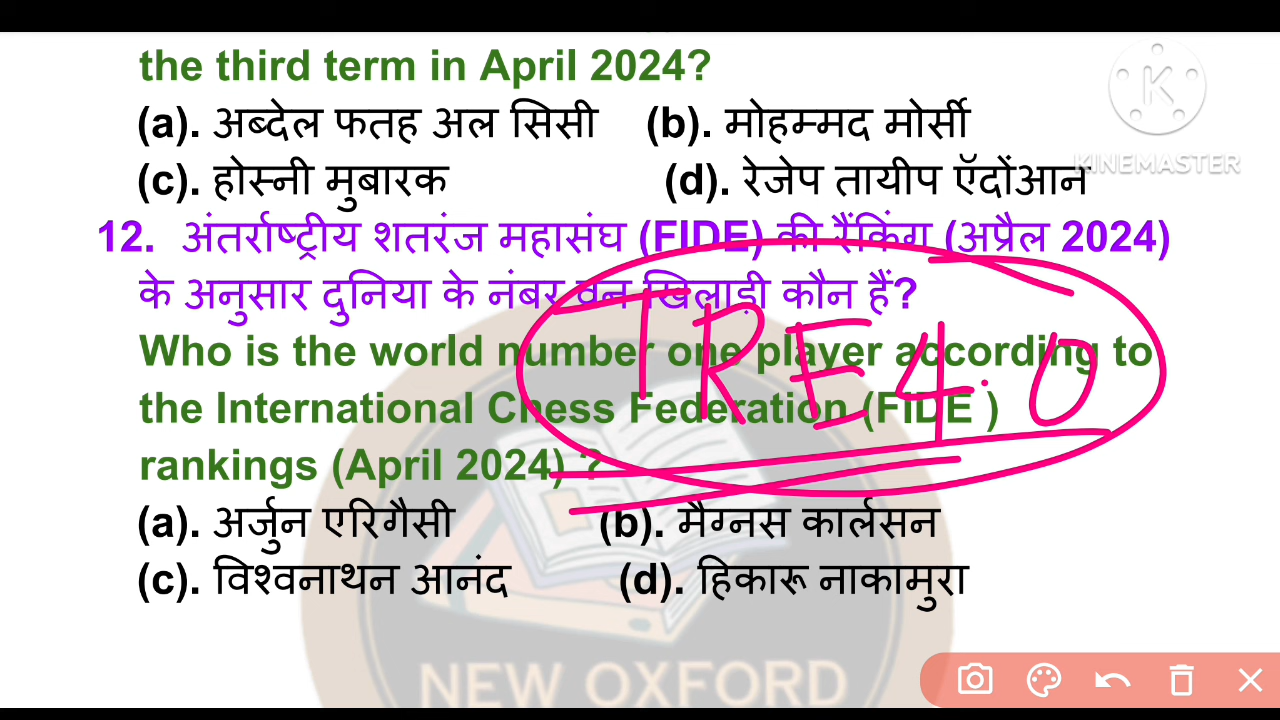 the third term in April 2024?
(a). अब्देल फतह अल सिसी (b). मोहम्मद मोर्सी
(c). होस्नी मुबारक (d). रेजेप तायीप ऍर्दोआन
12. अंतर्राष्ट्रीय शतरंज महासंघ (FIDE) की रैंकिंग (अप्रैल 2024)
के अनुसार दुनिया के नंबर वन खिलाड़ी कौन हैं?
Who is the world number one player according to
the International Chess Federation (FIDE )
rankings (April 2024) ?
(a). अर्जुन एरिगैसी (b). मैग्नस कार्लसन
(c). विश्वनाथन आनंद (d). हिकारू नाकामुरा
TRE 4.0
K
KINEMASTER
NEW OXFORD